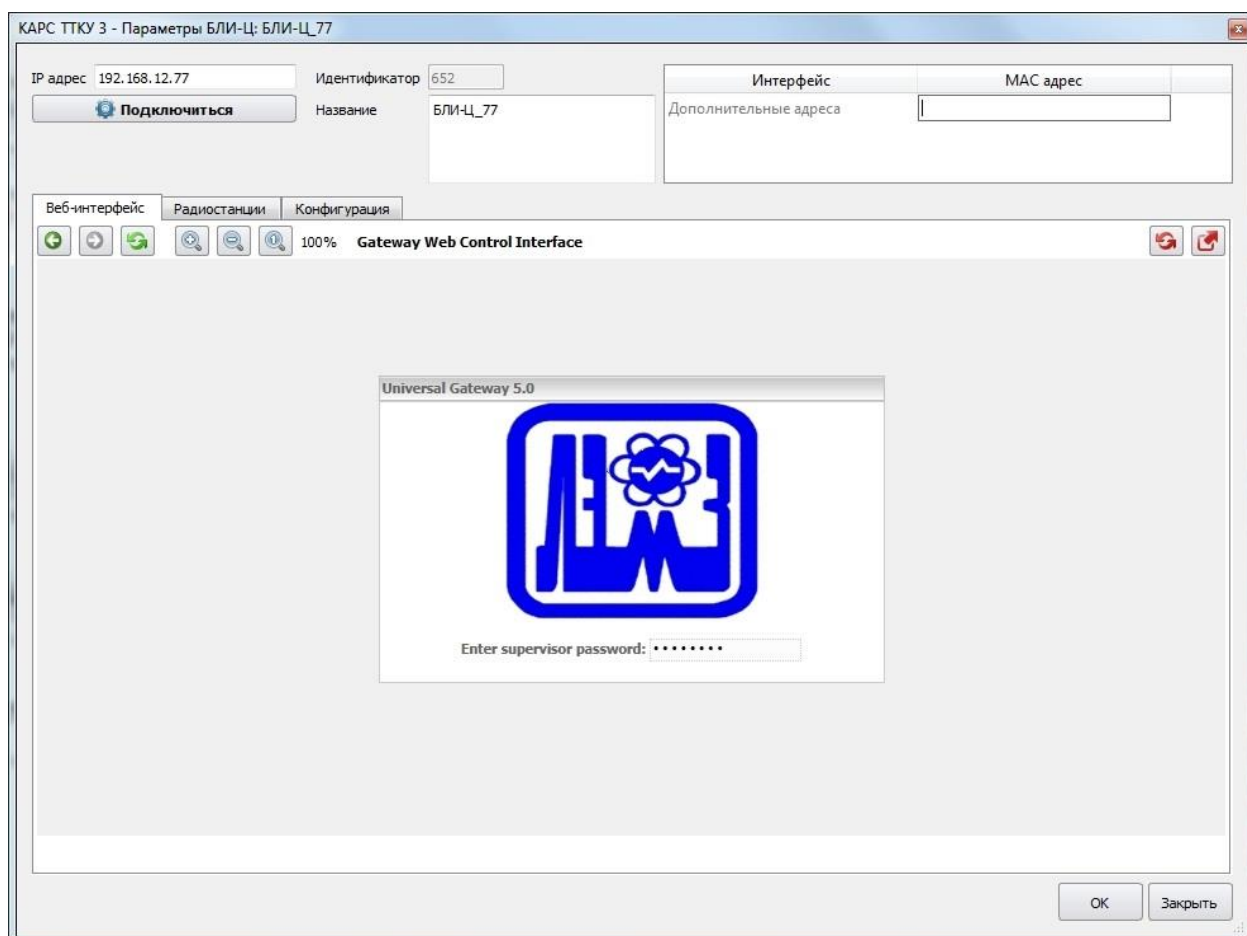 КАРС ТТКУ 3 - Параметры БЛИ-Ц: БЛИ-Ц_77
IP адрес 192.168.12.77 Идентификатор 652
Интерфейс MAC адрес
Подключиться Название БЛИ-Ц_77
Дополнительные адреса
Веб-интерфейс Радиостанции Конфигурация
100% Gateway Web Control Interface
Universal Gateway 5.0
ЛЕМЗ
Enter supervisor password: ••••••••
OK Закрыть